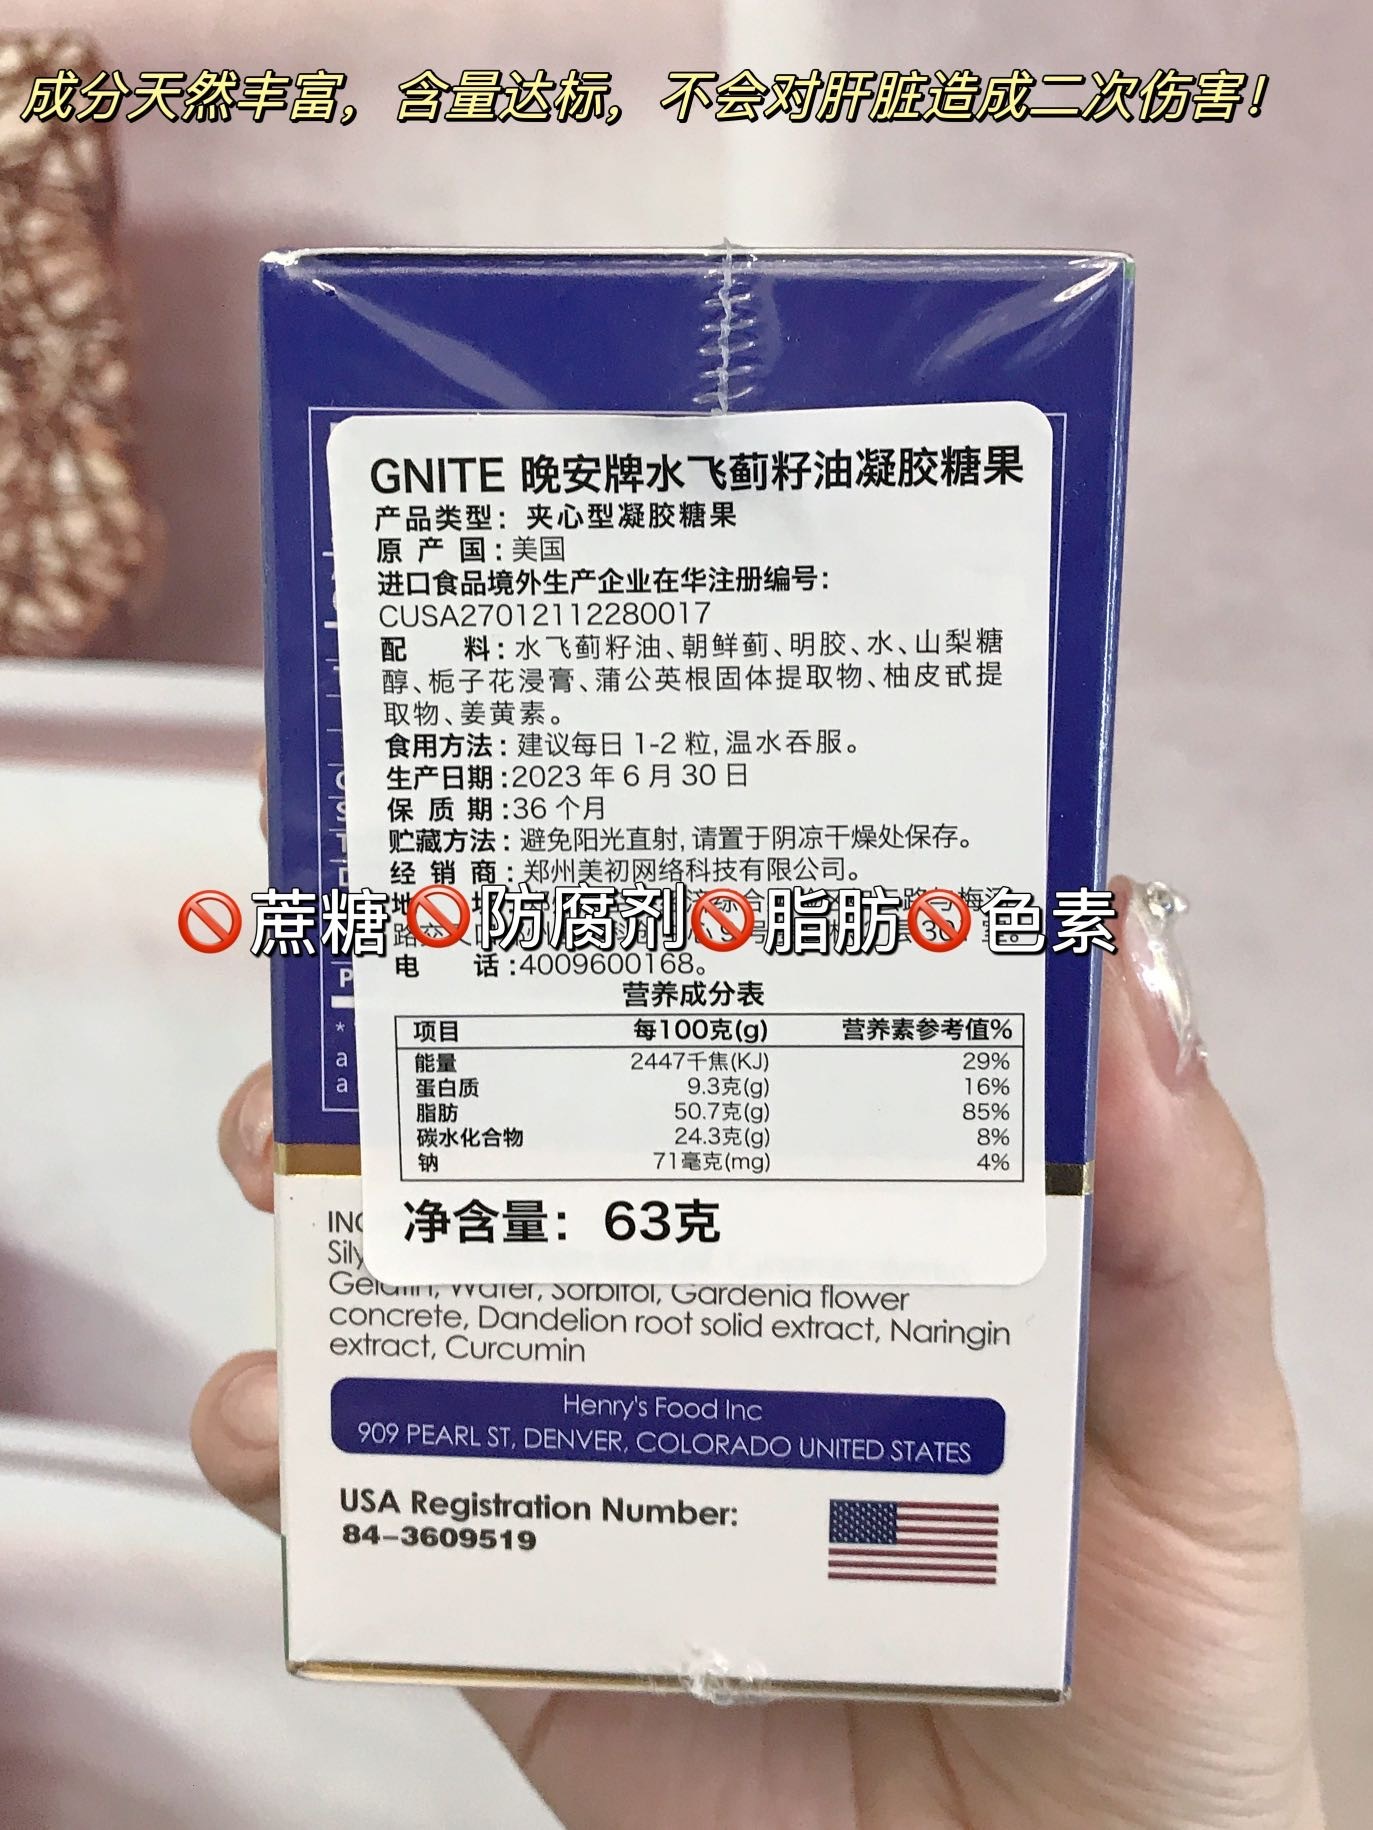 成分天然丰富，含量达标，不会对肝脏造成二次伤害！
GNITE 晚安牌水飞蓟籽油凝胶糖果
产品类型：夹心型凝胶糖果
原产国：美国
进口食品境外生产企业在华注册编号：
CUSA27012112280017
配料：水飞蓟籽油、朝鲜蓟、明胶、水、山梨糖
醇、栀子花浸膏、蒲公英根固体提取物、柚皮甙提
取物、姜黄素。
食用方法：建议每日 1-2 粒，温水吞服。
生产日期：2023 年 6 月 30 日
保质期：36 个月
贮藏方法：避免阳光直射，请置于阴凉干燥处保存。
经销商：郑州美初网络科技有限公司。
🚫蔗糖🚫防腐剂🚫脂肪🚫色素
电话：4009600168。
营养成分表
项目 每100克(g) 营养素参考值%
能量 2447千焦(KJ) 29%
蛋白质 9.3克(g) 16%
脂肪 50.7克(g) 85%
碳水化合物 24.3克(g) 8%
钠 71毫克(mg) 4%
净含量：63克
Gelatin, Water, Sorbitol, Gardenia flower
concrete, Dandelion root solid extract, Naringin
extract, Curcumin
Henry's Food Inc
909 PEARL ST, DENVER, COLORADO UNITED STATES
USA Registration Number:
84-3609519